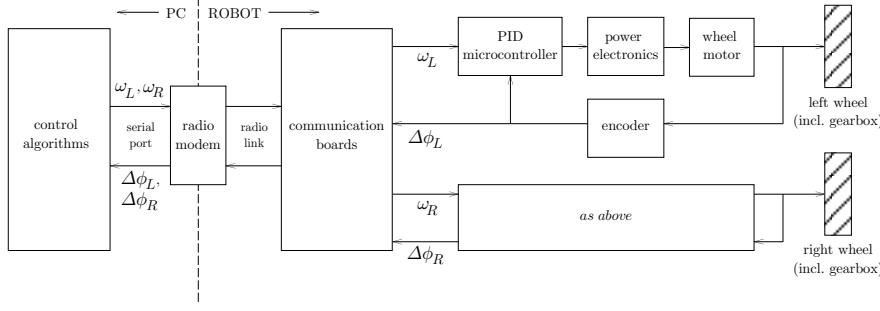 PC ROBOT
control
algorithms
ω_L, ω_R
serial
port
Δϕ_L,
Δϕ_R
radio
modem
radio
link
communication
boards
ω_L
PID
microcontroller
power
electronics
wheel
motor
left wheel
(incl. gearbox)
Δϕ_L
encoder
ω_R
as above
Δϕ_R
right wheel
(incl. gearbox)